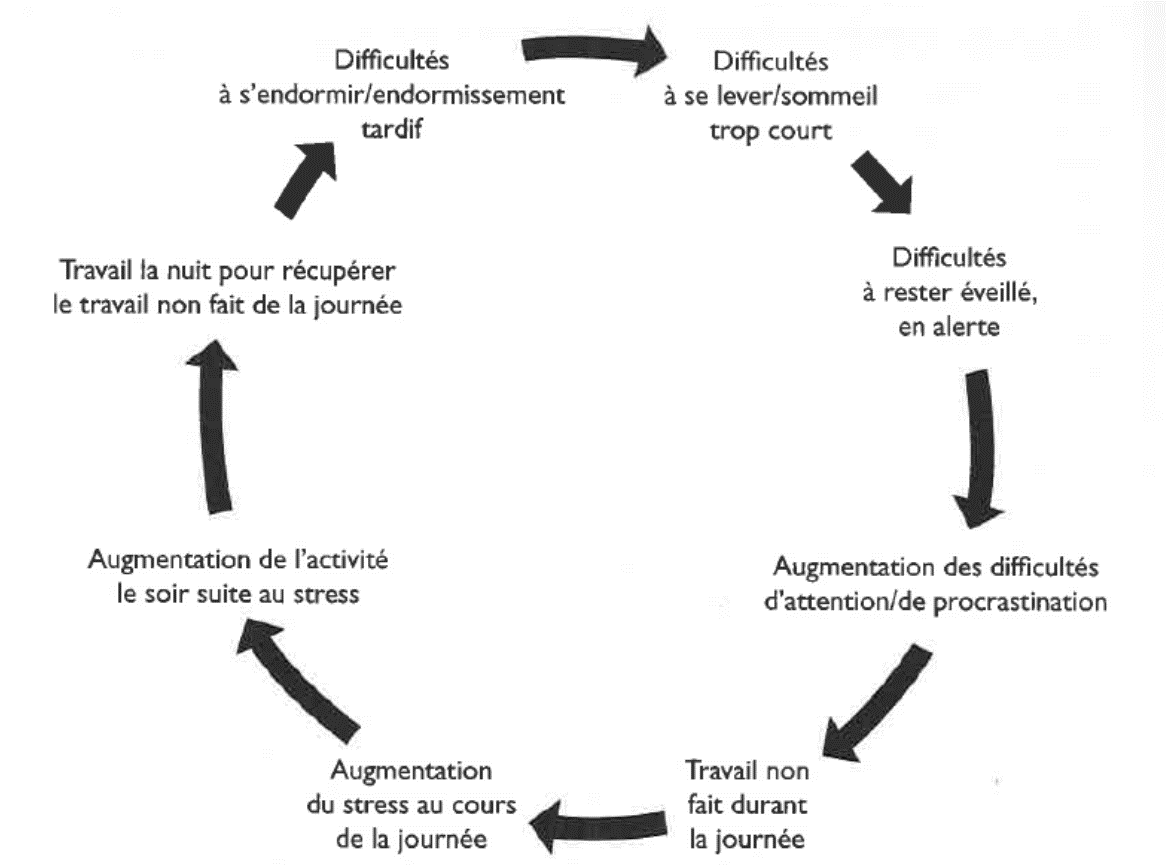 Difficultés
à s'endormir/endormissement
tardif
Difficultés
à se lever/sommeil
trop court
Difficultés
à rester éveillé,
en alerte
Augmentation des difficultés
d'attention/de procrastination
Travail non
fait durant
la journée
Augmentation
du stress au cours
de la journée
Augmentation de l'activité
le soir suite au stress
Travail la nuit pour récupérer
le travail non fait de la journée